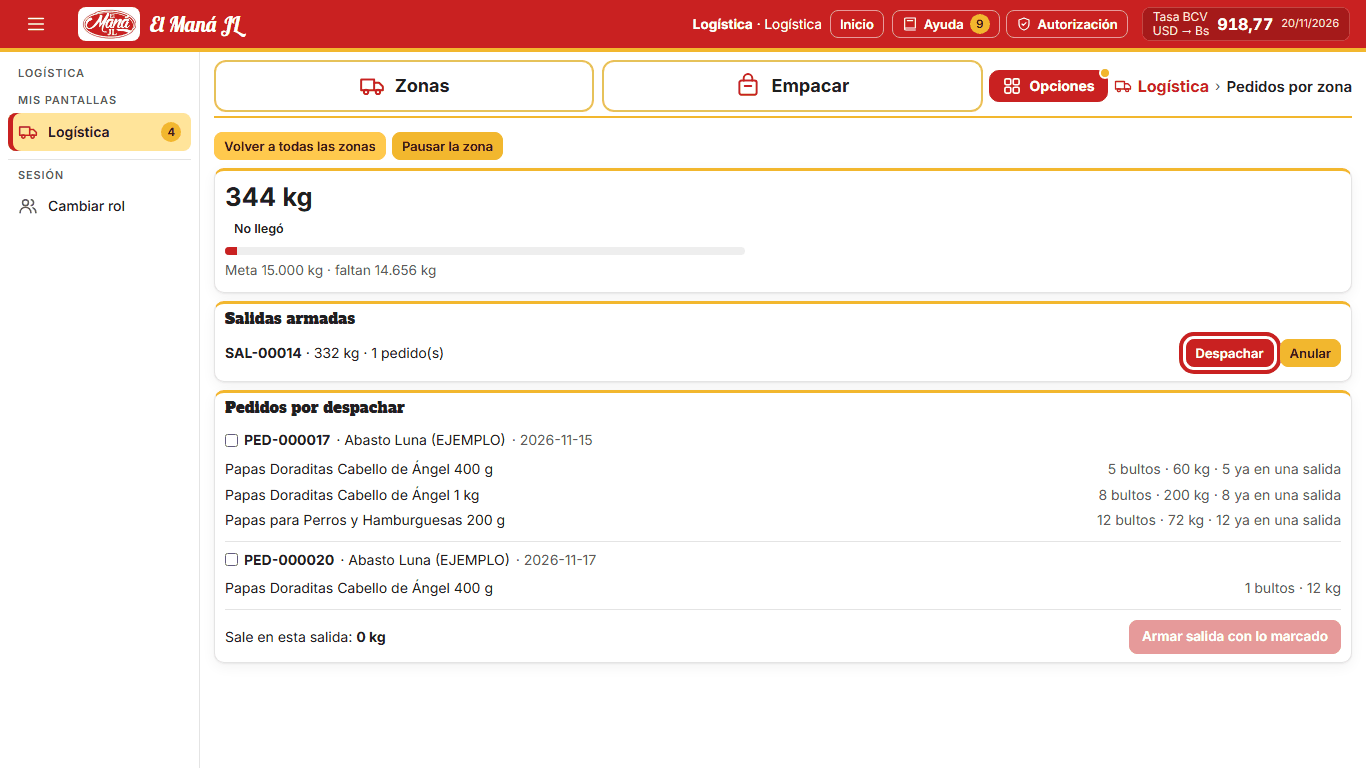 Maná
JL
El Maná JL
Logística · Logística
Inicio
Ayuda 9
Autorización
Tasa BCV
USD → Bs
918,77
20/11/2026
LOGÍSTICA
MIS PANTALLAS
Logística 4
SESIÓN
Cambiar rol
Zonas
Empacar
Opciones
Logística › Pedidos por zona
Volver a todas las zonas
Pausar la zona
344 kg
No llegó
Meta 15.000 kg · faltan 14.656 kg
Salidas armadas
SAL-00014 · 332 kg · 1 pedido(s)
Despachar
Anular
Pedidos por despachar
PED-000017 · Abasto Luna (EJEMPLO) · 2026-11-15
Papas Doraditas Cabello de Ángel 400 g 5 bultos · 60 kg · 5 ya en una salida
Papas Doraditas Cabello de Ángel 1 kg 8 bultos · 200 kg · 8 ya en una salida
Papas para Perros y Hamburguesas 200 g 12 bultos · 72 kg · 12 ya en una salida
PED-000020 · Abasto Luna (EJEMPLO) · 2026-11-17
Papas Doraditas Cabello de Ángel 400 g 1 bultos · 12 kg
Sale en esta salida: 0 kg
Armar salida con lo marcado